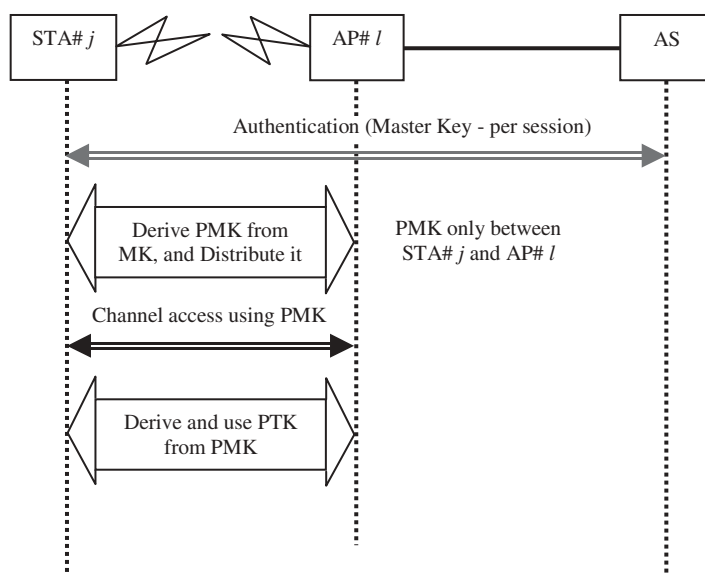 STA# j
AP# l
AS
Authentication (Master Key - per session)
Derive PMK from
MK, and Distribute it
PMK only between
STA# j and AP# l
Channel access using PMK
Derive and use PTK
from PMK